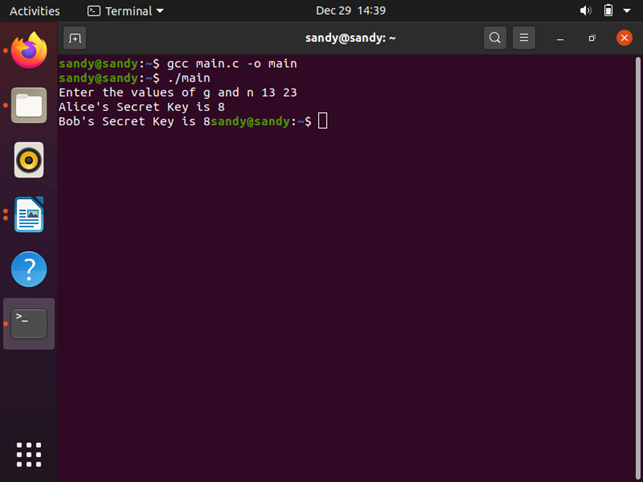 Activities Terminal Dec 29 14:39
sandy@sandy: ~
sandy@sandy:~$ gcc main.c -o main
sandy@sandy:~$ ./main
Enter the values of g and n 13 23
Alice's Secret Key is 8
Bob's Secret Key is 8sandy@sandy:~$
?
>_